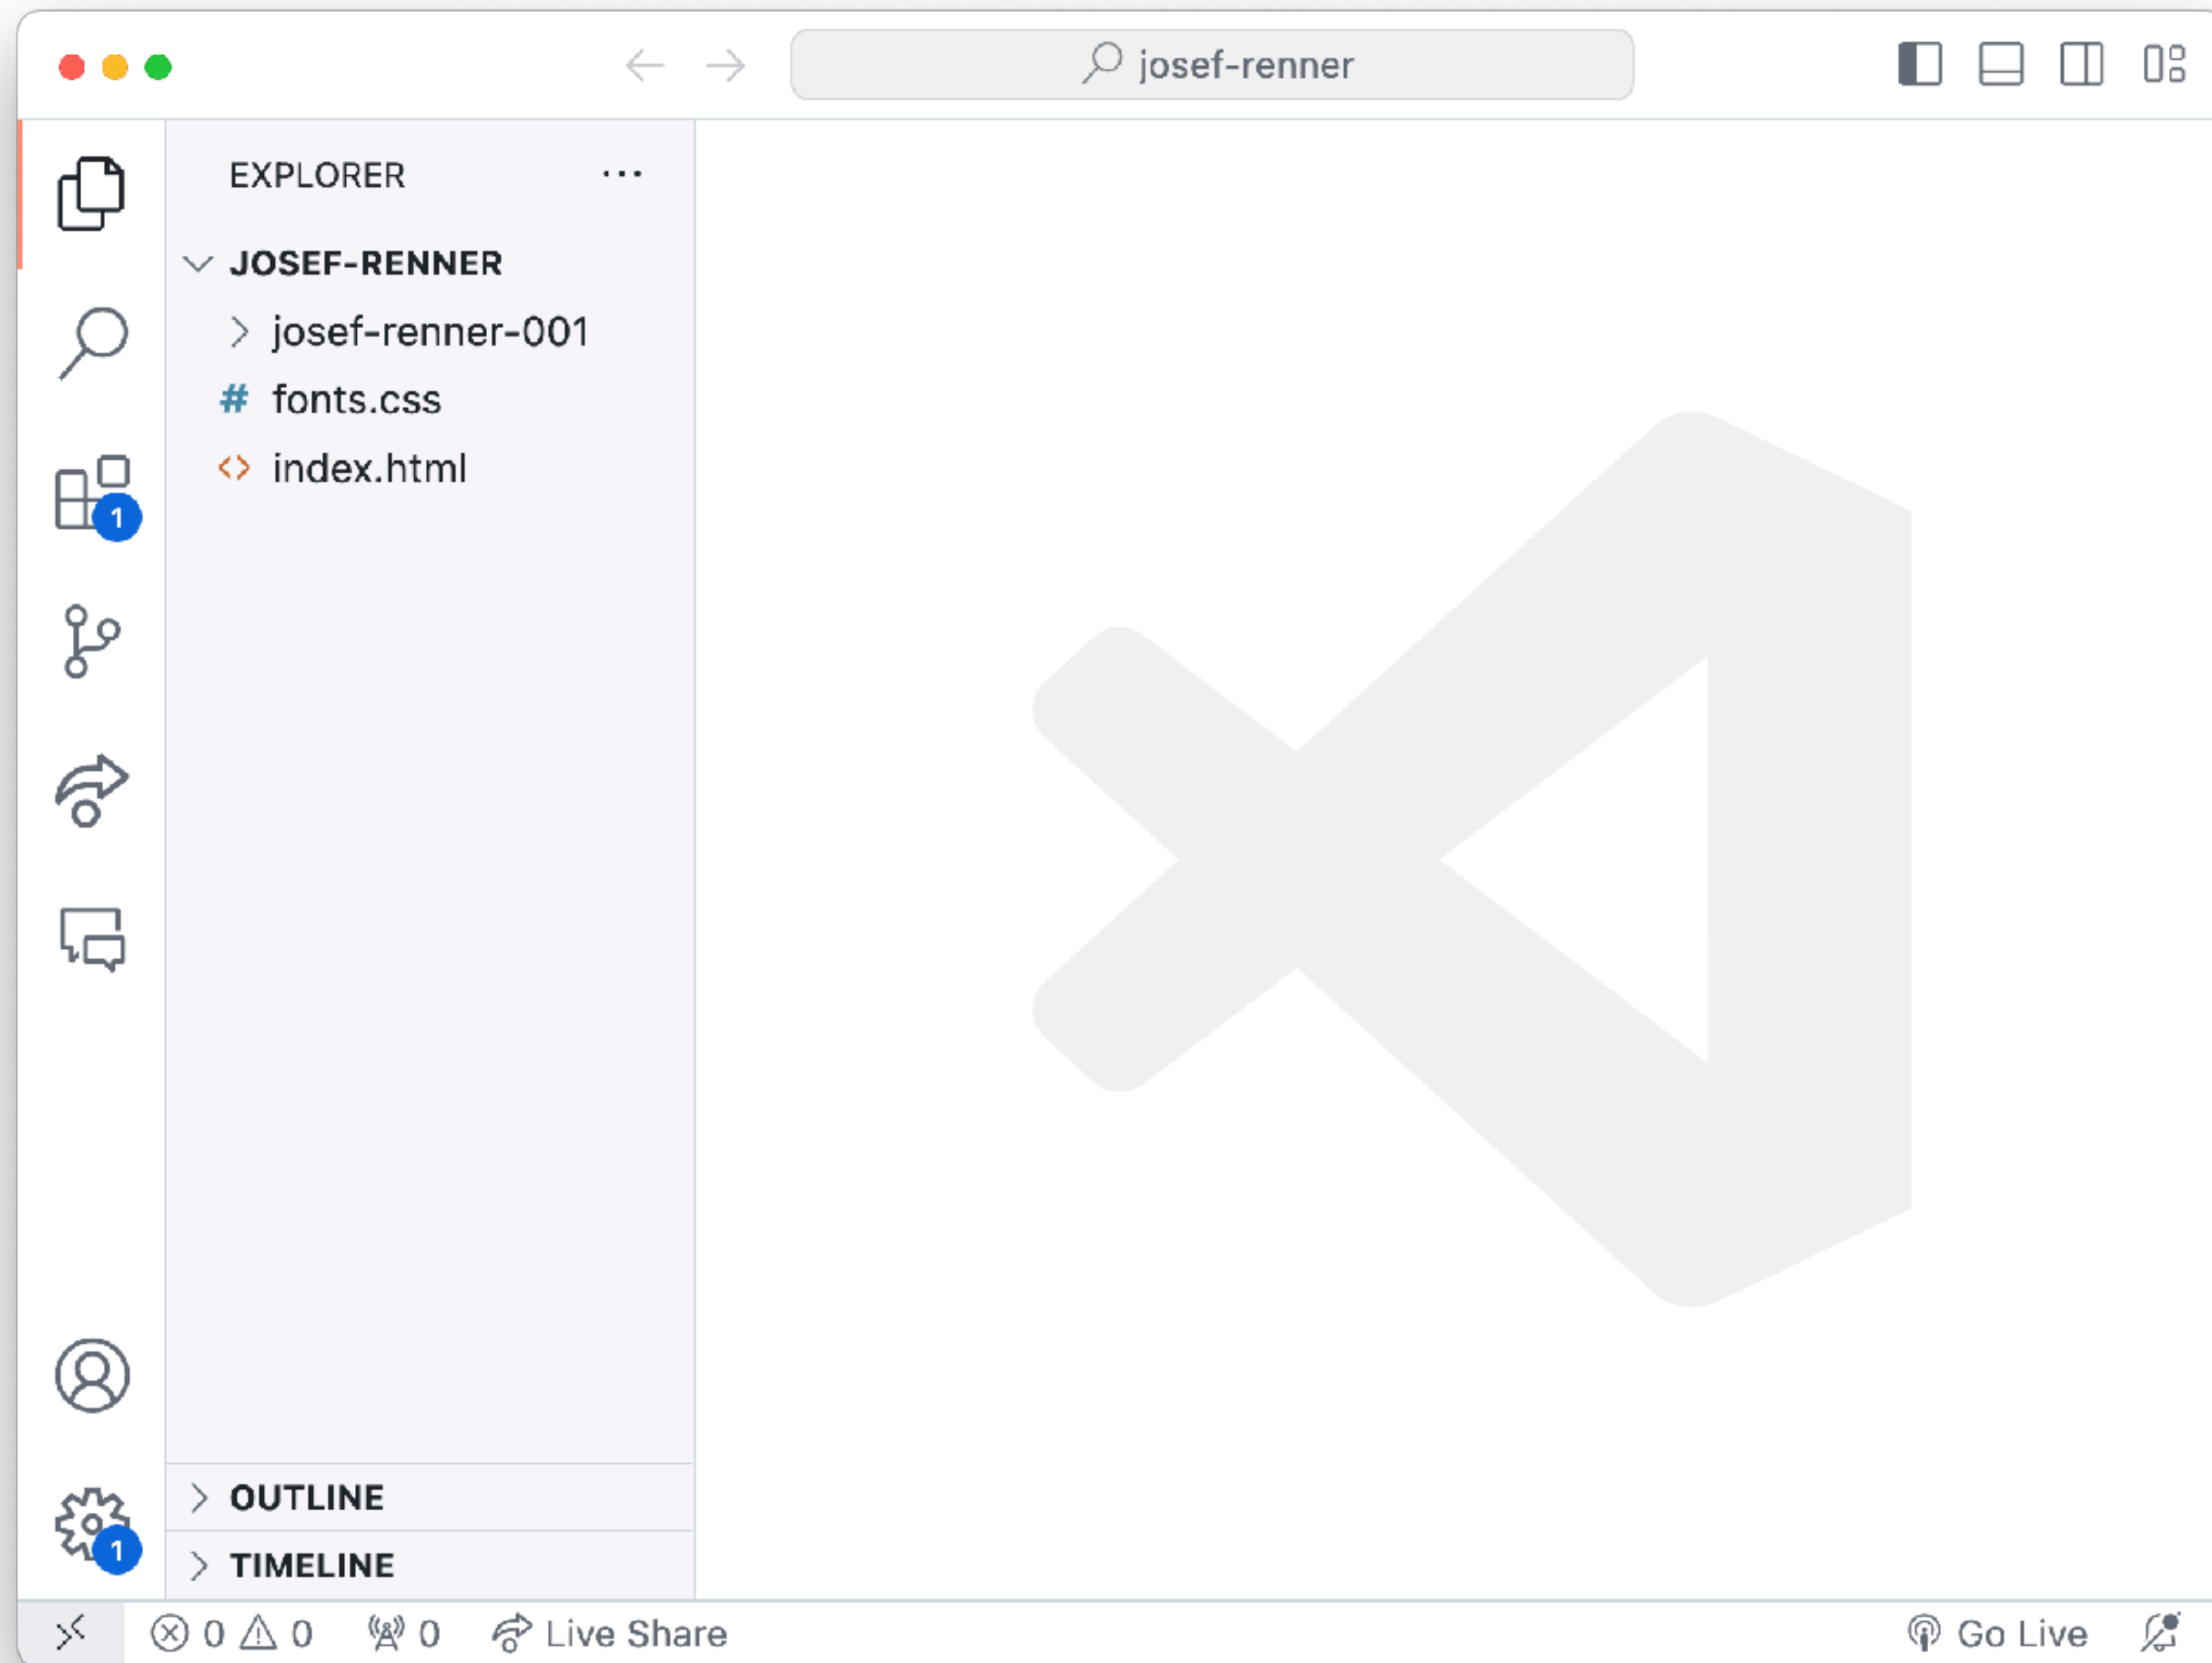 josef-renner
EXPLORER
JOSEF-RENNER
josef-renner-001
# fonts.css
<> index.html
1
OUTLINE
1
TIMELINE
0 0 0 Live Share Go Live